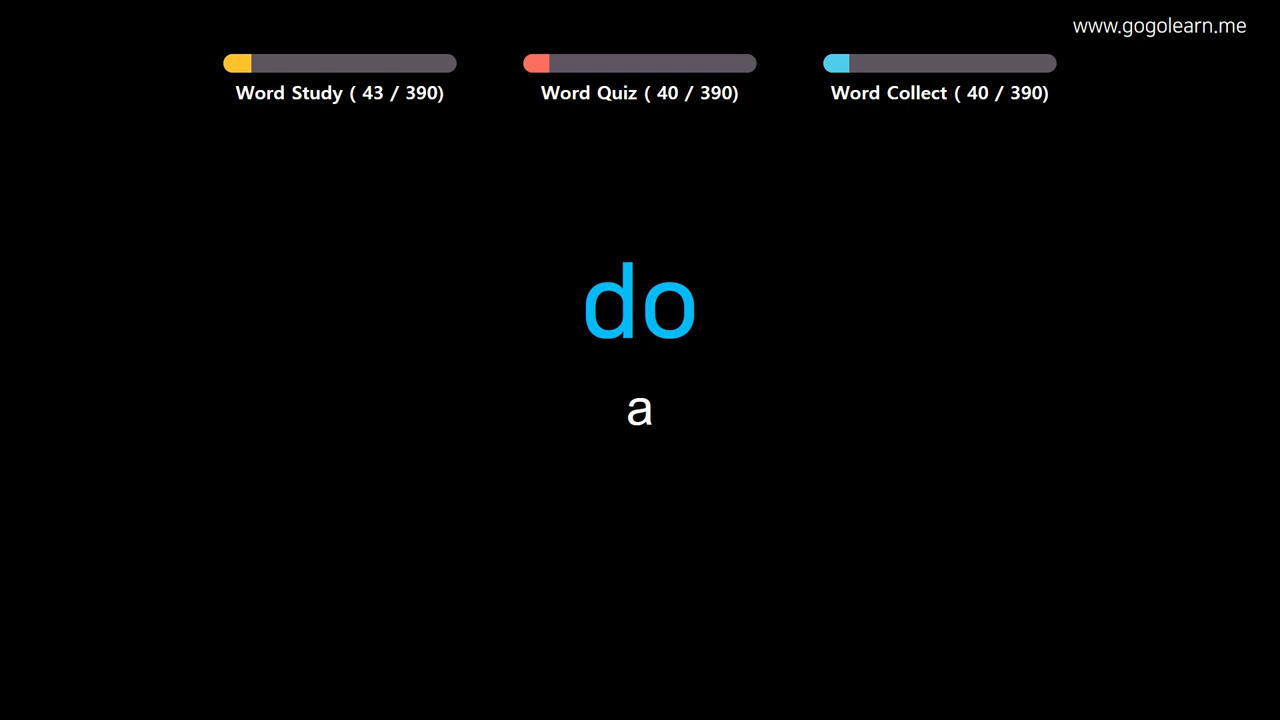 www.gogolearn.me
Word Study ( 43 / 390)
Word Quiz ( 40 / 390)
Word Collect ( 40 / 390)
do
a